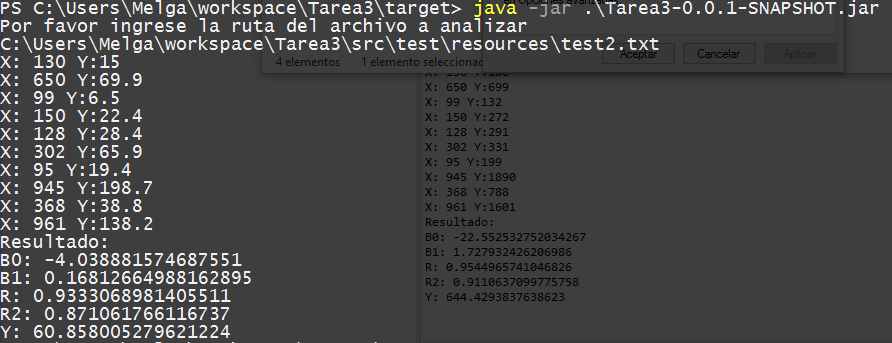 PS C:\Users\Melga\workspace\Tarea3\target> java -jar .\Tarea3-0.0.1-SNAPSHOT.jar
Por favor ingrese la ruta del archivo a analizar
C:\Users\Melga\workspace\Tarea3\src\test\resources\test2.txt
X: 130 Y:15
X: 650 Y:69.9
X: 99 Y:6.5
X: 150 Y:22.4
X: 128 Y:28.4
X: 302 Y:65.9
X: 95 Y:19.4
X: 945 Y:198.7
X: 368 Y:38.8
X: 961 Y:138.2
Resultado:
B0: -4.038881574687551
B1: 0.16812664988162895
R: 0.9333068981405511
R2: 0.871061766116737
Y: 60.858005279621224
4 elementos 1 elemento seleccionad
Aceptar Cancelar Aplicar
X: 650 Y:699
X: 99 Y:132
X: 150 Y:272
X: 128 Y:291
X: 302 Y:331
X: 95 Y:199
X: 945 Y:1890
X: 368 Y:788
X: 961 Y:1601
Resultado:
B0: -22.552532752034267
B1: 1.727932426206986
R: 0.9544965741046826
R2: 0.9110637099775758
Y: 644.4293837638623